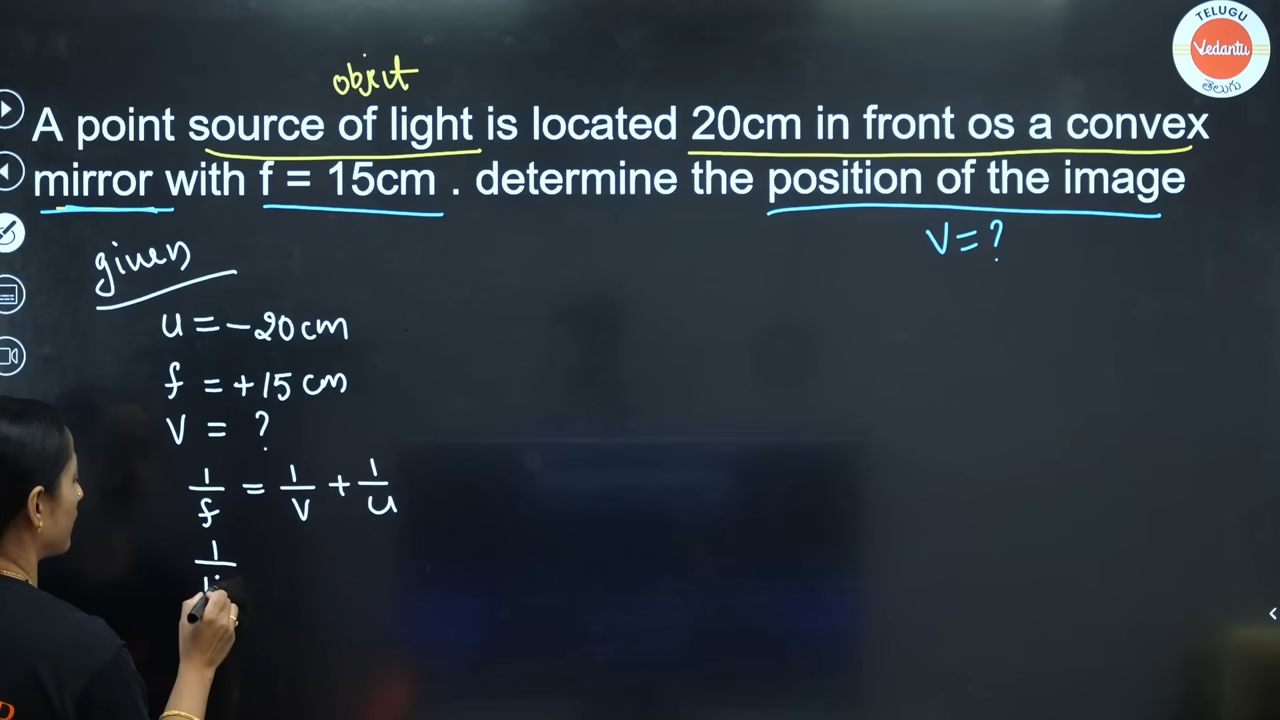 TELUGU
Vedantu
తెలుగు
object
A point source of light is located 20cm in front os a convex
mirror with f = 15cm . determine the position of the image
V = ?
given
u = -20 cm
f = +15 cm
V = ?
1/f = 1/v + 1/u
1